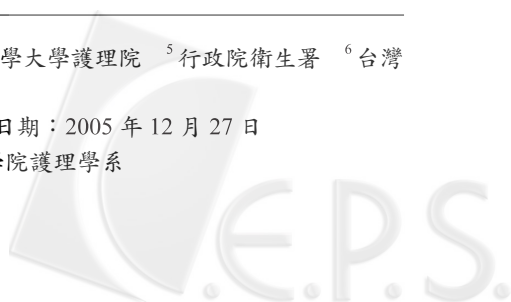 學大學護理院 ⁵行政院衛生署 ⁶台灣
日期：2005 年 12 月 27 日
院護理學系
C.E.P.S.